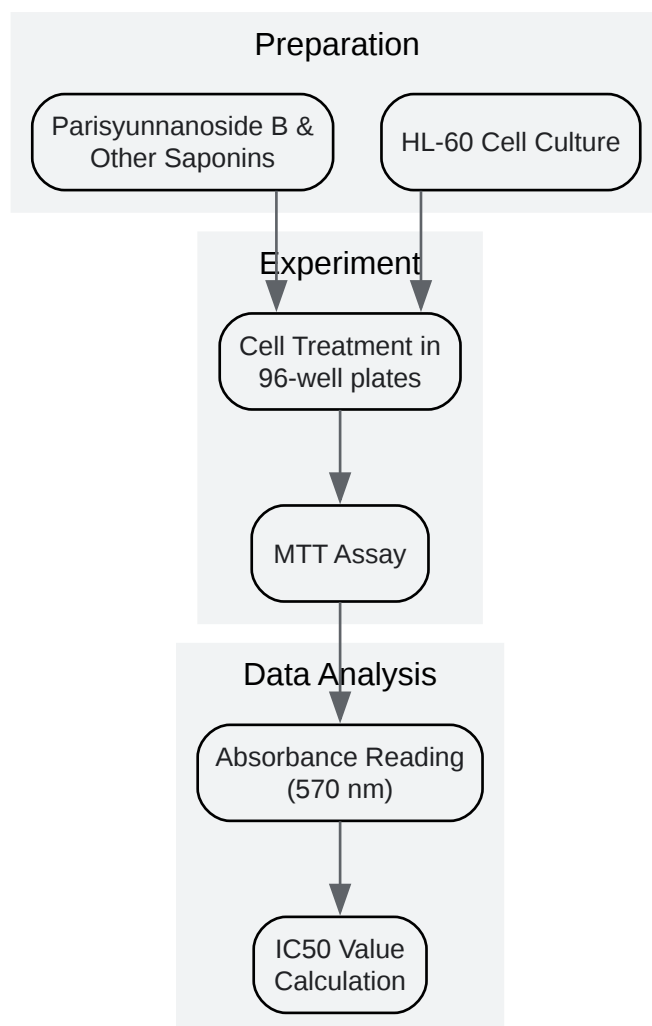 Preparation
Parisyunnanoside B &
Other Saponins
HL-60 Cell Culture
Experiment
Cell Treatment in
96-well plates
MTT Assay
Data Analysis
Absorbance Reading
(570 nm)
IC50 Value
Calculation